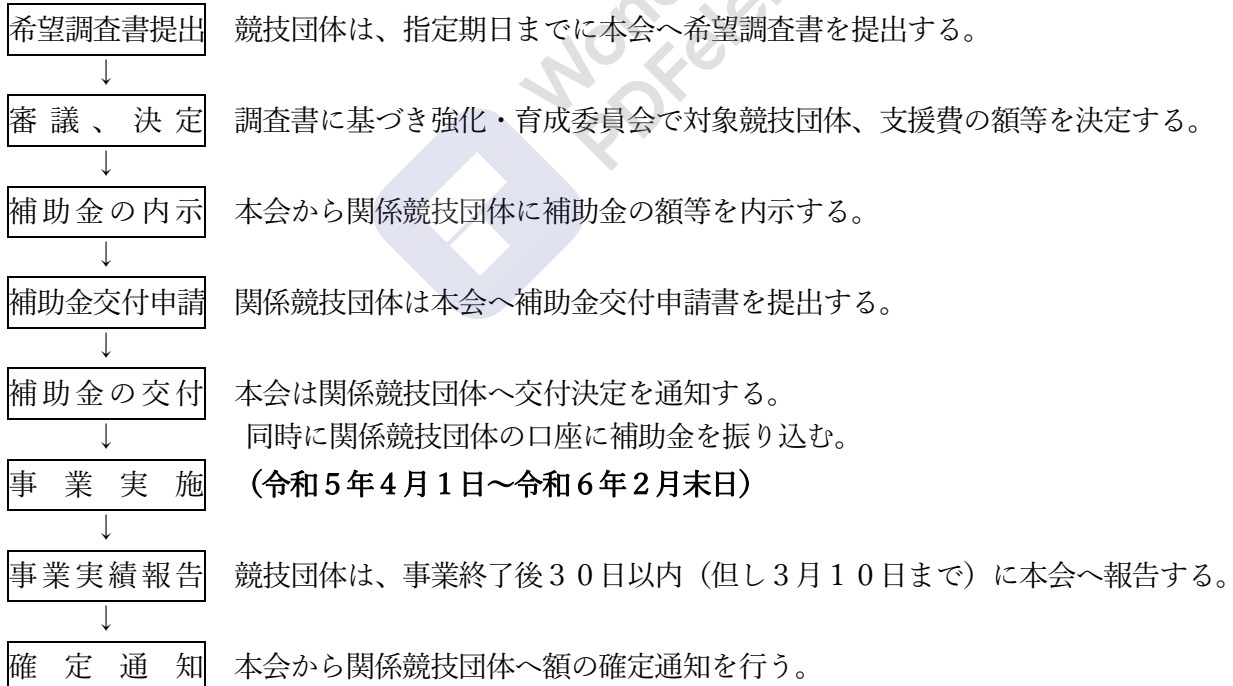 希望調査書提出 競技団体は、指定期日までに本会へ希望調査書を提出する。
↓
審議、決定 調査書に基づき強化・育成委員会で対象競技団体、支援費の額等を決定する。
↓
補助金の内示 本会から関係競技団体に補助金の額等を内示する。
↓
補助金交付申請 関係競技団体は本会へ補助金交付申請書を提出する。
↓
補助金の交付 本会は関係競技団体へ交付決定を通知する。
↓ 同時に関係競技団体の口座に補助金を振り込む。
事業実施 (令和5年4月1日~令和6年2月末日)
↓
事業実績報告 競技団体は、事業終了後30日以内(但し3月10日まで)に本会へ報告する。
↓
確定通知 本会から関係競技団体へ額の確定通知を行う。